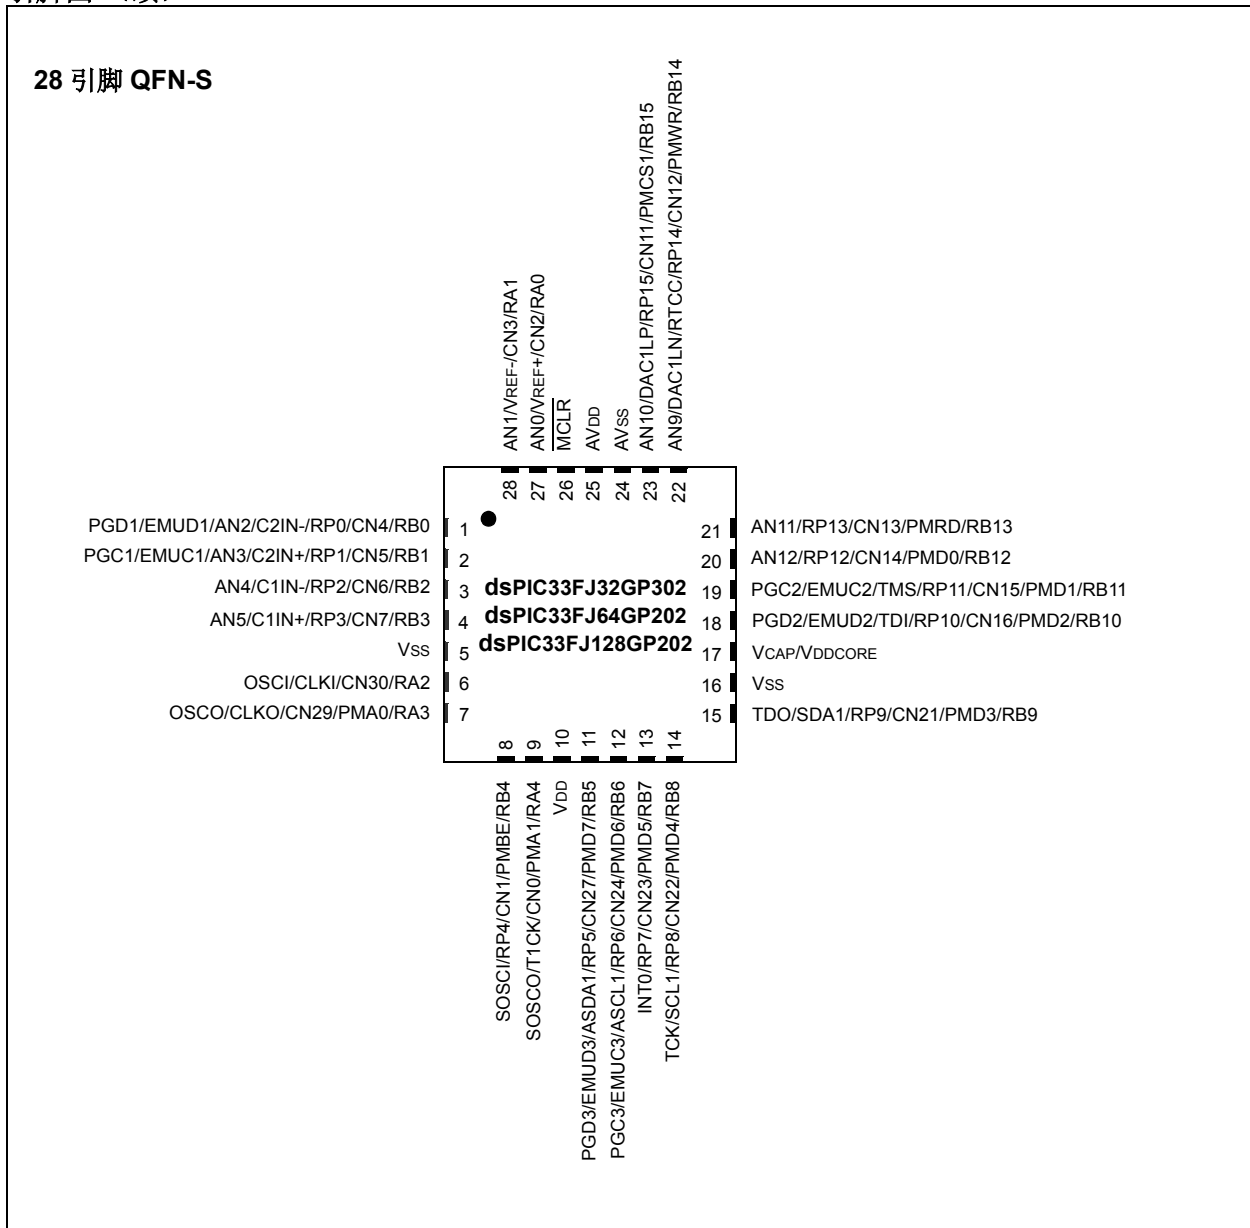 28 引脚 QFN-S
AN1/VREF-/CN3/RA1
AN0/VREF+/CN2/RA0
MCLR
AVDD
AVSS
AN10/DAC1LP/RP15/CN11/PMCS1/RB15
AN9/DAC1LN/RTCC/RP14/CN12/PMWR/RB14
28 27 26 25 24 23 22
PGD1/EMUD1/AN2/C2IN-/RP0/CN4/RB0 1
PGC1/EMUC1/AN3/C2IN+/RP1/CN5/RB1 2
AN4/C1IN-/RP2/CN6/RB2 3
AN5/C1IN+/RP3/CN7/RB3 4
VSS 5
OSCI/CLKI/CN30/RA2 6
OSCO/CLKO/CN29/PMA0/RA3 7
dsPIC33FJ32GP302
dsPIC33FJ64GP202
dsPIC33FJ128GP202
21 AN11/RP13/CN13/PMRD/RB13
20 AN12/RP12/CN14/PMD0/RB12
19 PGC2/EMUC2/TMS/RP11/CN15/PMD1/RB11
18 PGD2/EMUD2/TDI/RP10/CN16/PMD2/RB10
17 VCAP/VDDCORE
16 VSS
15 TDO/SDA1/RP9/CN21/PMD3/RB9
8 9 10 11 12 13 14
SOSCI/RP4/CN1/PMBE/RB4
SOSCO/T1CK/CN0/PMA1/RA4
VDD
PGD3/EMUD3/ASDA1/RP5/CN27/PMD7/RB5
PGC3/EMUC3/ASCL1/RP6/CN24/PMD6/RB6
INT0/RP7/CN23/PMD5/RB7
TCK/SCL1/RP8/CN22/PMD4/RB8